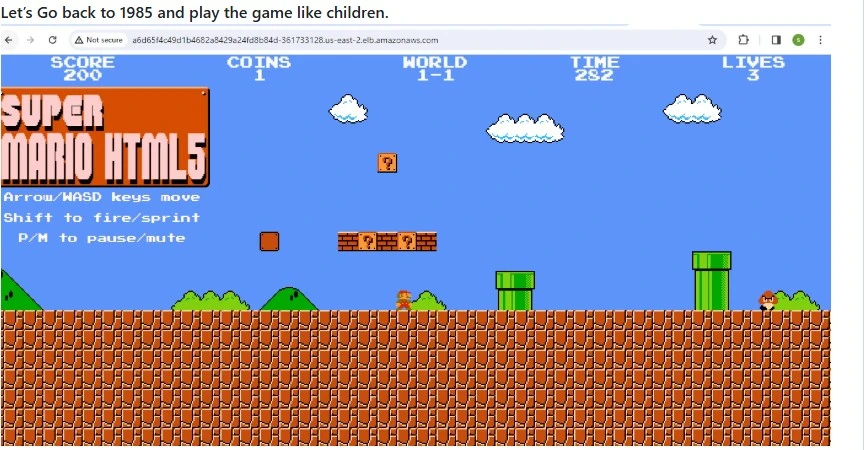 Let's Go back to 1985 and play the game like children.
Not secure a6d65f4c49d1b4682a8429a24fd8b84d-361733128.us-east-2.elb.amazonaws.com
S
SCORE COINS WORLD TIME LIVES
200 1 1-1 282 3
SUPER
MARIO HTML5
Arrow/WASD keys move
Shift to fire/sprint
P/M to pause/mute
?
? ?